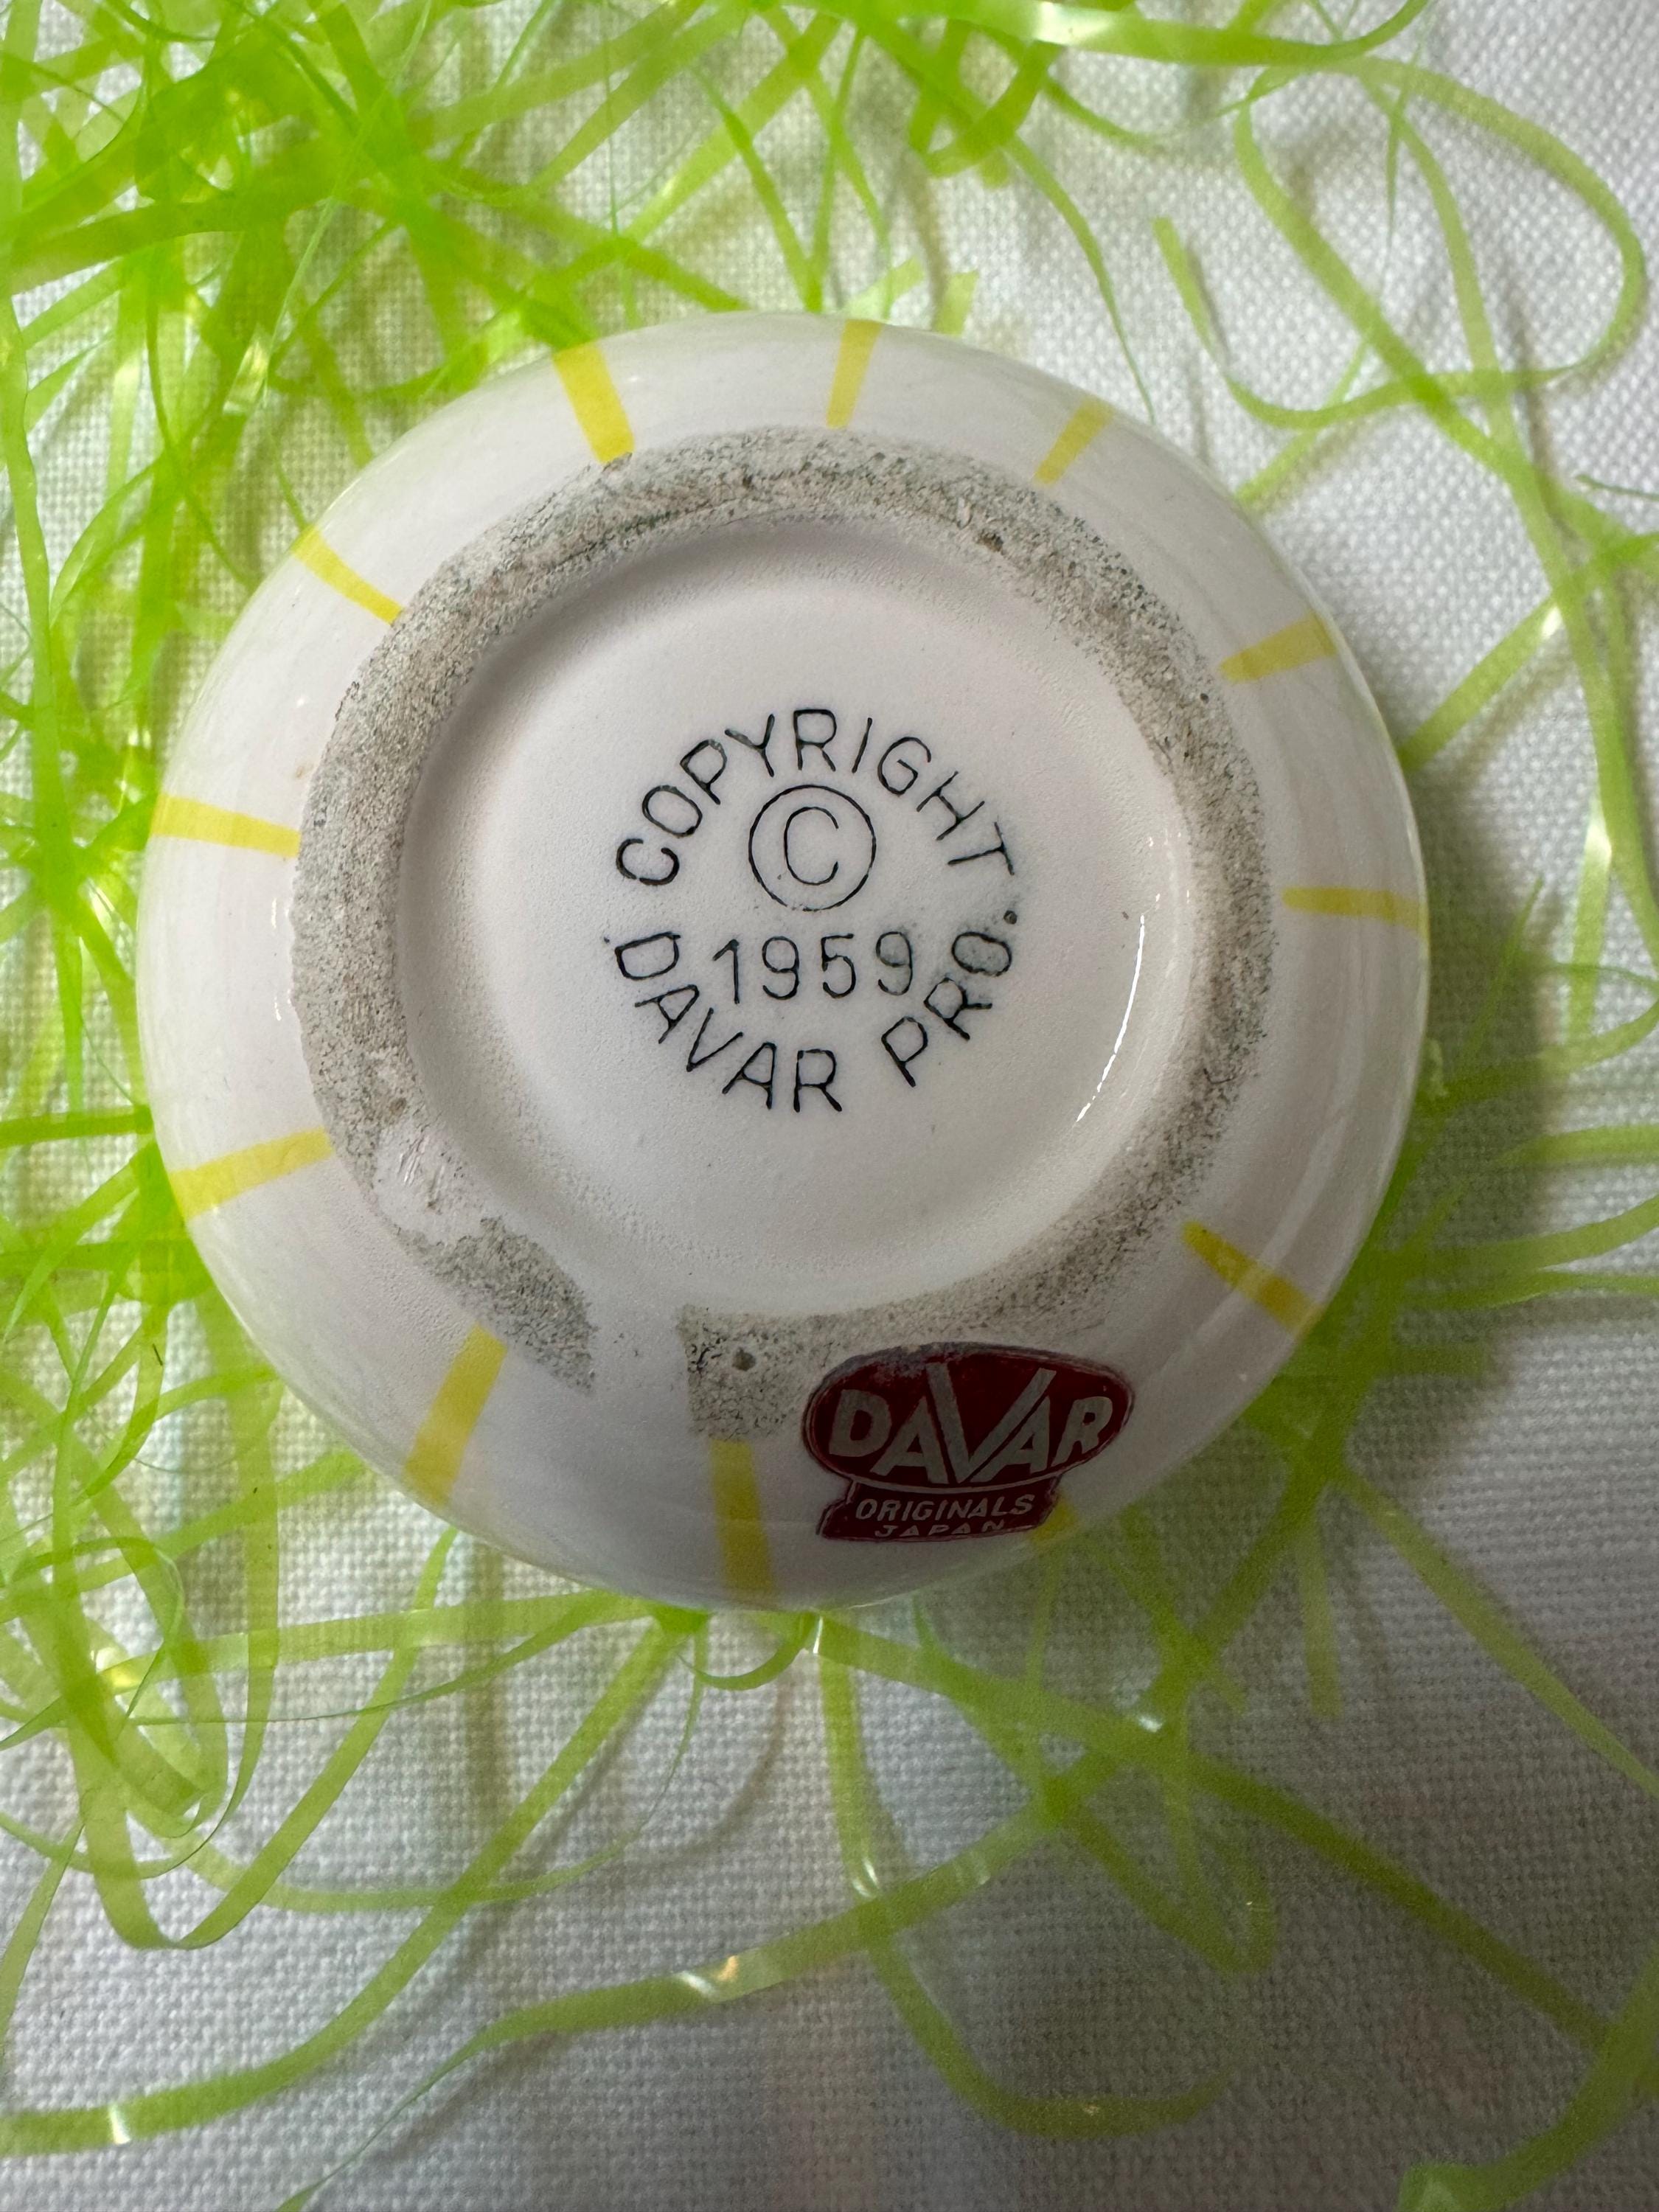 COPYRIGHT
©
1959
DAVAR PRO.
DAVAR
ORIGINALS
JAPAN